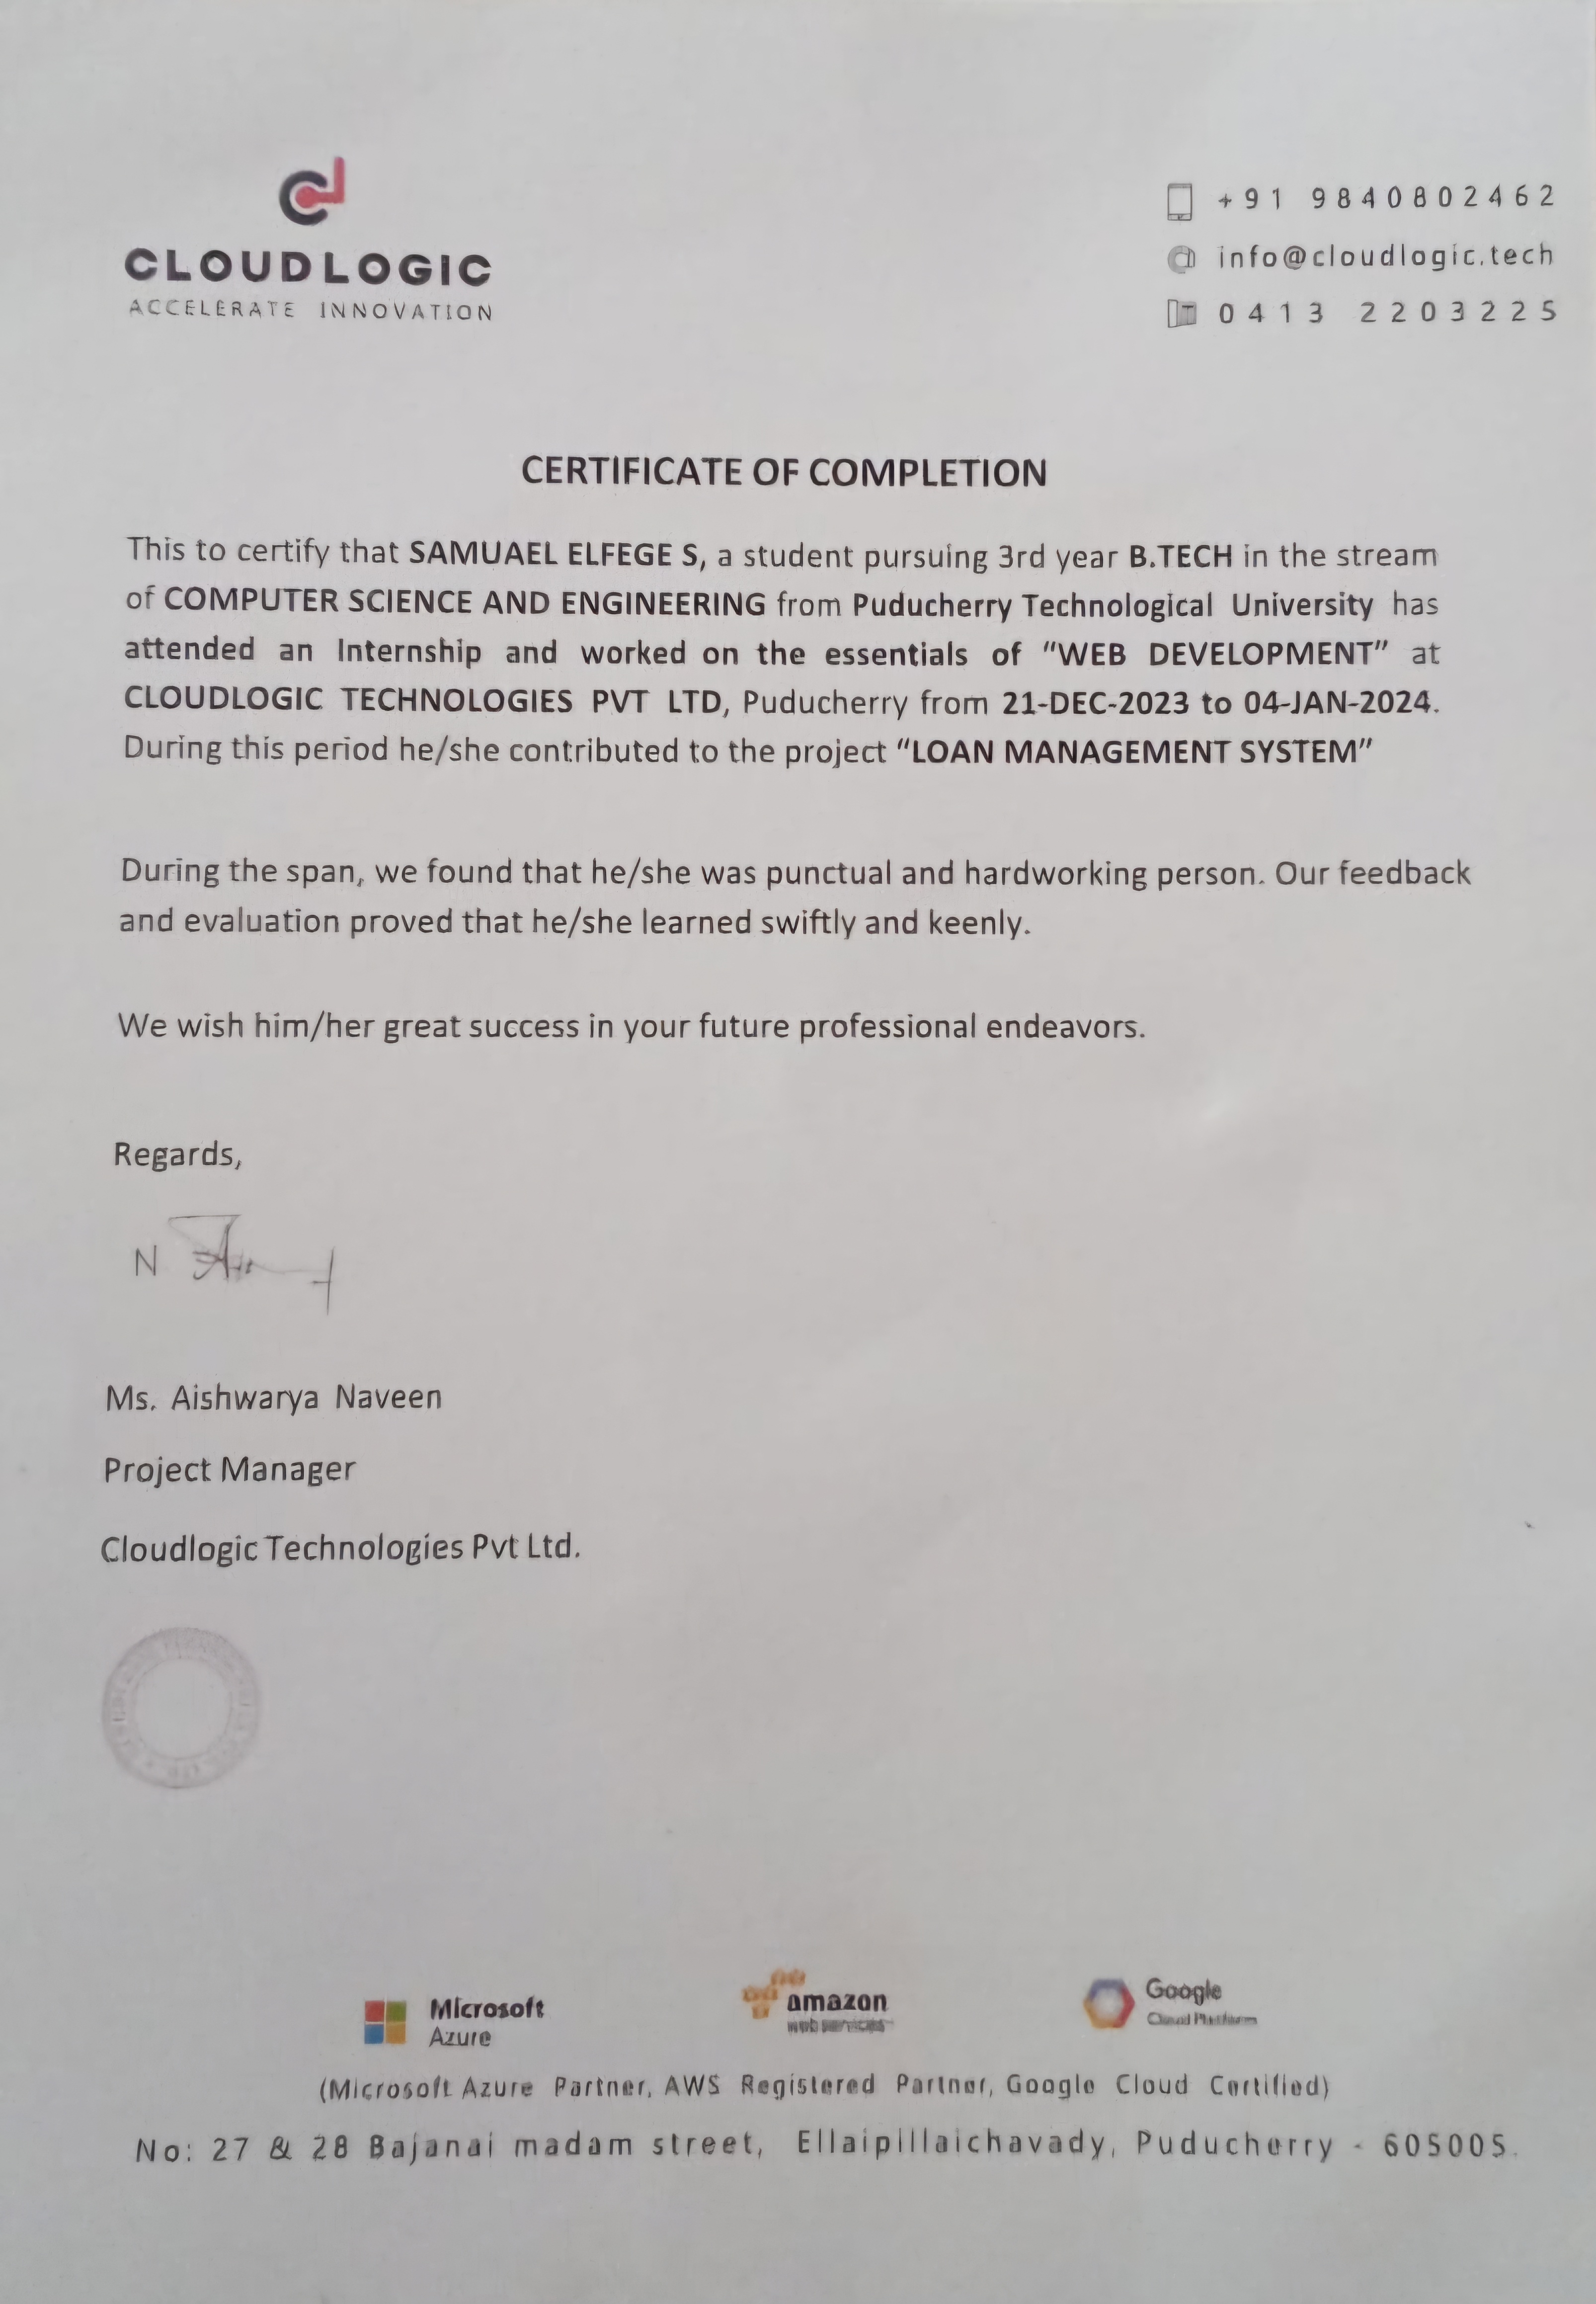 CLOUDLOGIC
ACCELERATE INNOVATION
+91 9840802462
info@cloudlogic.tech
0413 2203225
CERTIFICATE OF COMPLETION
This to certify that SAMUAEL ELFEGE S, a student pursuing 3rd year B.TECH in the stream
of COMPUTER SCIENCE AND ENGINEERING from Puducherry Technological University has
attended an Internship and worked on the essentials of “WEB DEVELOPMENT” at
CLOUDLOGIC TECHNOLOGIES PVT LTD, Puducherry from 21-DEC-2023 to 04-JAN-2024.
During this period he/she contributed to the project “LOAN MANAGEMENT SYSTEM”
During the span, we found that he/she was punctual and hardworking person. Our feedback
and evaluation proved that he/she learned swiftly and keenly.
We wish him/her great success in your future professional endeavors.
Regards,
N
Ms. Aishwarya Naveen
Project Manager
Cloudlogic Technologies Pvt Ltd.
Microsoft
Azure
amazon
web services
Google
Cloud Platform
(Microsoft Azure Partner, AWS Registered Partner, Google Cloud Certified)
No: 27 & 28 Bajanai madam street, Ellaipillaichavady, Puducherry - 605005.